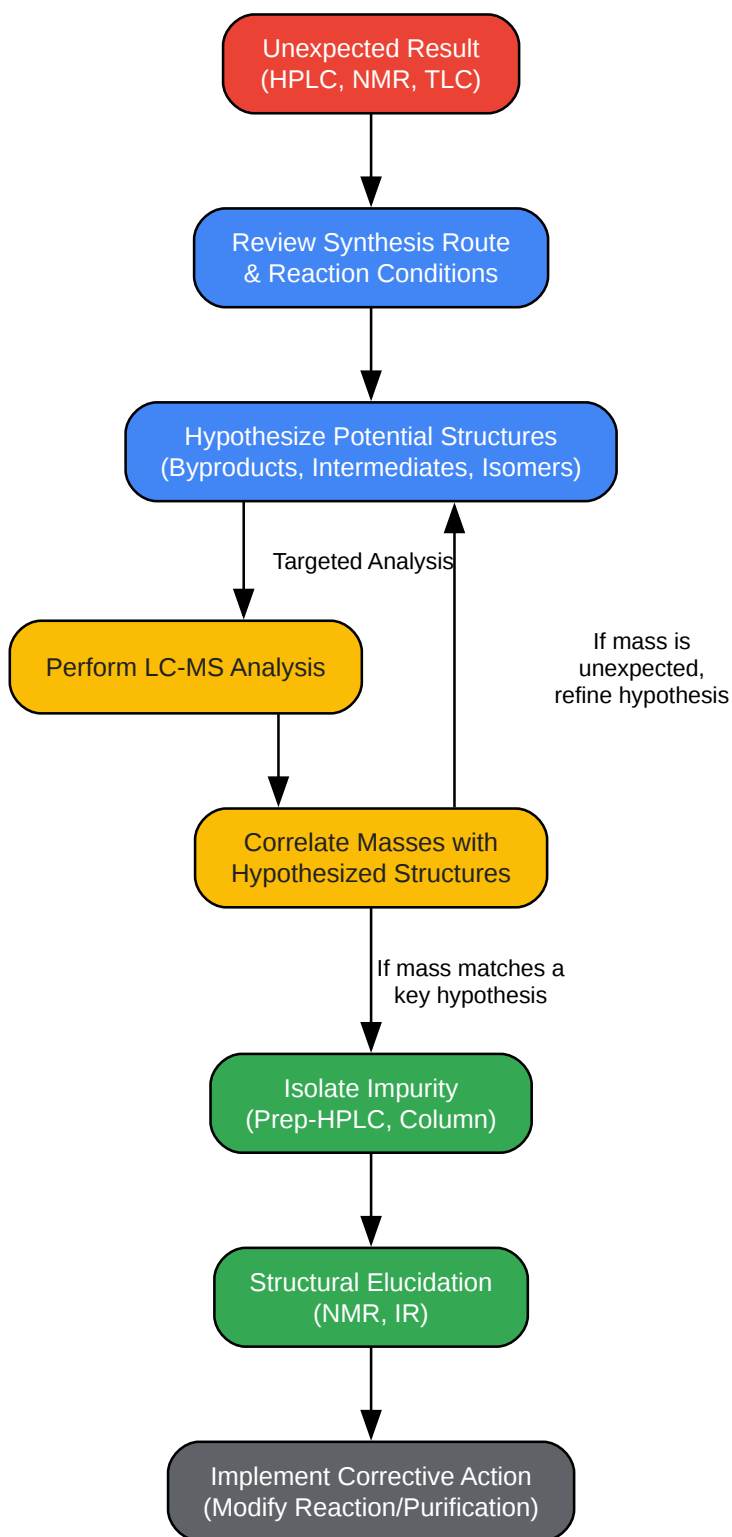 Unexpected Result
(HPLC, NMR, TLC)
Review Synthesis Route
& Reaction Conditions
Hypothesize Potential Structures
(Byproducts, Intermediates, Isomers)
Targeted Analysis
Perform LC-MS Analysis
If mass is
unexpected,
refine hypothesis
Correlate Masses with
Hypothesized Structures
If mass matches a
key hypothesis
Isolate Impurity
(Prep-HPLC, Column)
Structural Elucidation
(NMR, IR)
Implement Corrective Action
(Modify Reaction/Purification)